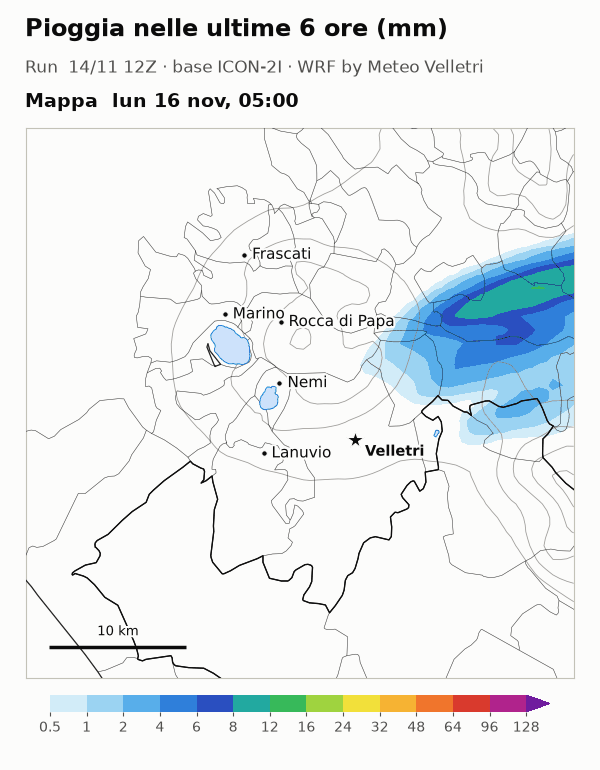 Pioggia nelle ultime 6 ore (mm)
Run  14/11 12Z · base ICON-2I · WRF by Meteo Velletri
Mappa  lun 16 nov, 05:00
Frascati
Marino
Rocca di Papa
Nemi
Velletri
Lanuvio
10 km
0.5 1 2 4 6 8 12 16 24 32 48 64 96 128